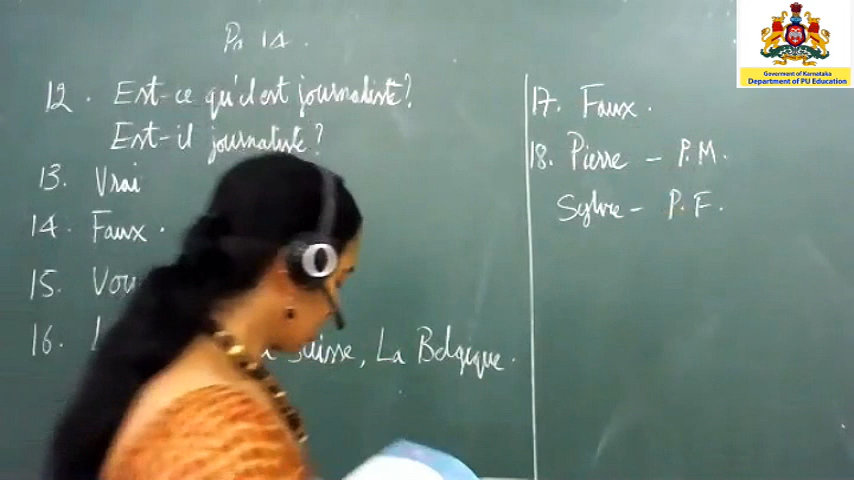 Pg 14.
12. Est-ce qu'il est journaliste?
Est-il journaliste?
13. Vrai
14. Faux.
15. Vou
16. L Suisse, La Belgique.
17. Faux.
18. Pierre - P.M.
Sylvie - P.F.
Goverment of Karnataka
Department of PU Education